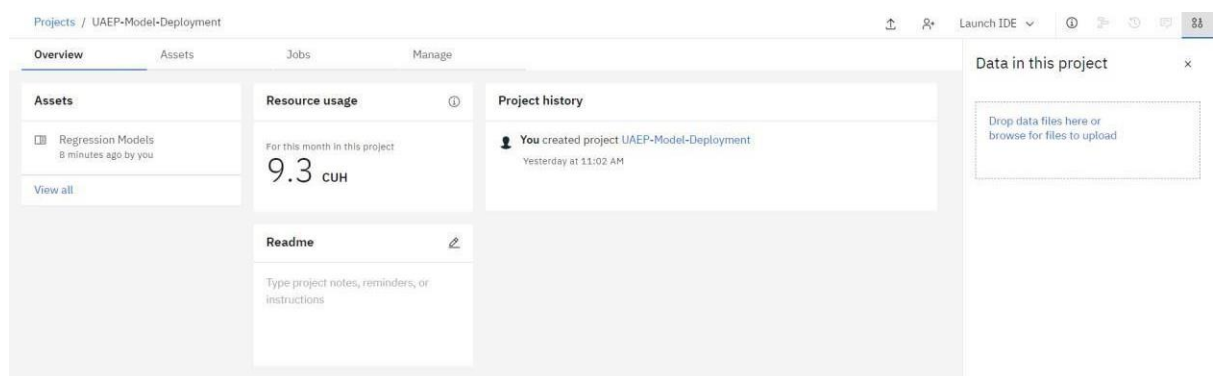 Projects / UAEP-Model-Deployment
Launch IDE
Overview
Assets
Jobs
Manage
Assets
Regression Models
8 minutes ago by you
View all
Resource usage
For this month in this project
9.3 CUH
Readme
Type project notes, reminders, or
instructions
Project history
You created project UAEP-Model-Deployment
Yesterday at 11:02 AM
Data in this project
Drop data files here or
browse for files to upload